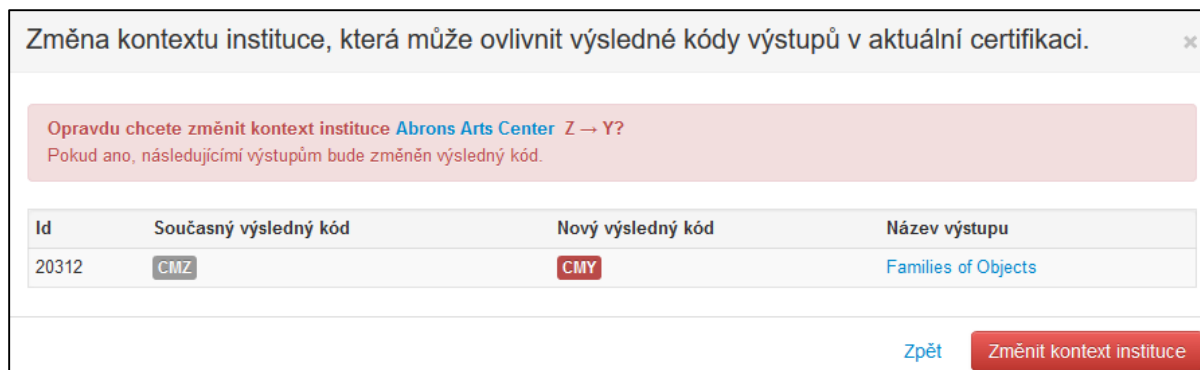 Změna kontextu instituce, která může ovlivnit výsledné kódy výstupů v aktuální certifikaci. ×
Opravdu chcete změnit kontext instituce Abrons Arts Center Z → Y?
Pokud ano, následujícímí výstupům bude změněn výsledný kód.
Id Současný výsledný kód Nový výsledný kód Název výstupu
20312 CMZ CMY Families of Objects
Zpět Změnit kontext instituce